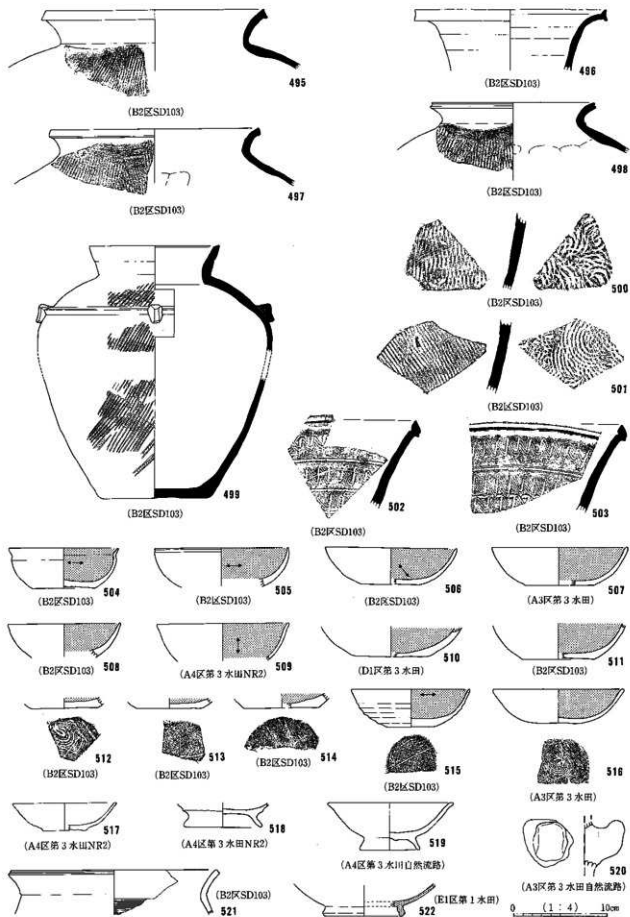 495
(B2区SD103)
496
(B2区SD103)
497
(B2区SD103)
498
(B2区SD103)
499
(B2区SD103)
500
(B2区SD103)
501
(B2区SD103)
502
(B2区SD103)
503
(B2区SD103)
504
(B2区SD103)
505
(B2区SD103)
506
(B2区SD103)
507
(A3区第3水田)
508
(B2区SD103)
509
(A4区第3水田NR2)
510
(D1区第3水田)
511
(B2区SD103)
512
(B2区SD103)
513
(B2区SD103)
514
(B2区SD103)
515
(B2区SD103)
516
(A3区第3水田)
517
(A4区第3水田NR2)
518
(A4区第3水田NR2)
519
(A4区第3水田自然流路)
520
(A3区第3水田自然流路)
521
(B2区SD103)
522
(E1区第1水田)
0 (1:4) 10cm